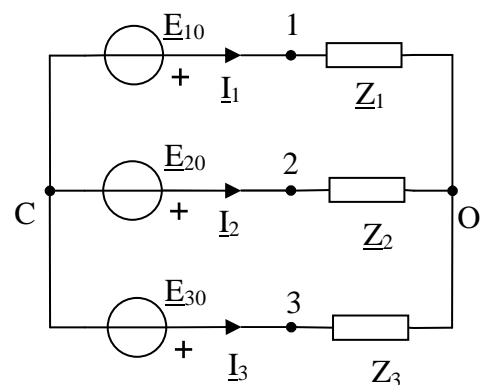 E₁₀ 1
+ I₁ Z₁
E₂₀ 2
C + I₂ Z₂ O
E₃₀ 3
+ I₃ Z₃